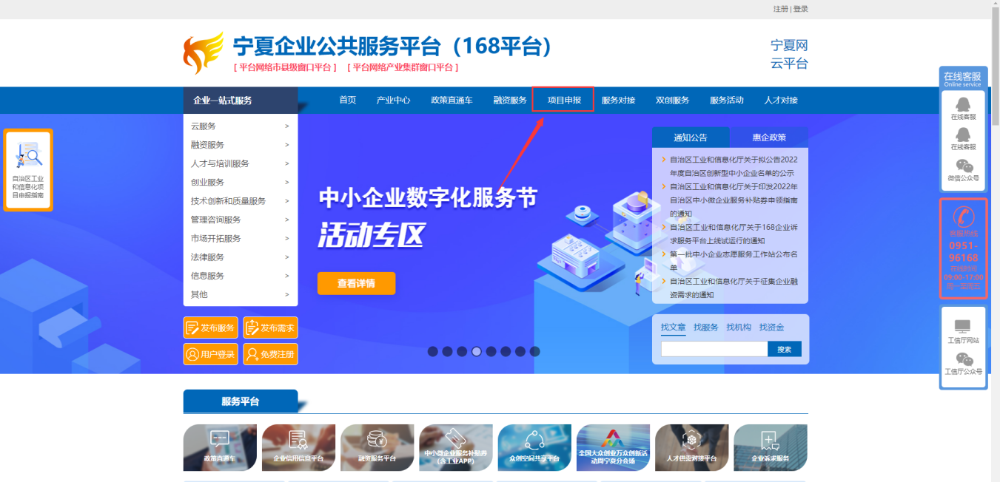 注册 | 登录
宁夏企业公共服务平台（168平台）
[ 平台网络市县级窗口平台 ] [ 平台网络产业集群窗口平台 ]
宁夏网
云平台
企业一站式服务
首页 产业中心 政策直通车 融资服务 项目申报 服务对接 双创服务 服务活动 人才对接
云服务 >
融资服务 >
人才与培训服务 >
创业服务 >
技术创新和质量服务 >
管理咨询服务 >
市场开拓服务 >
法律服务 >
信息服务 >
其他 >
发布服务 发布需求
用户登录 免费注册
自治区工业
和信息化项
目申报指南
中小企业数字化服务节
活动专区
查看详情
通知公告 惠企政策
自治区工业和信息化厅关于拟公告2022
年度自治区创新型中小企业名单的公示
自治区工业和信息化厅关于印发2022年
自治区中小微企业服务补贴券申领指南
的通知
自治区工业和信息化厅关于168企业诉
求服务平台上线试运行的通知
第一批中小企业志愿服务工作站公布名
单
自治区工业和信息化厅关于征集企业融
资需求的通知
找文章 找服务 找机构 找资金
搜索
在线客服
Online service
在线客服
在线客服
微信公众号
客服热线
0951-
96168
在线时间
09:00-17:00
周一至周五
工信厅网站
工信厅公众号
服务平台
政策直通车
企业信用信息平台
融资服务平台
中小微企业服务补贴券
(含工业APP)
众创空间共享平台
全国大众创业万众创新活
动周宁夏分会场
人才供需对接平台
企业诉求服务